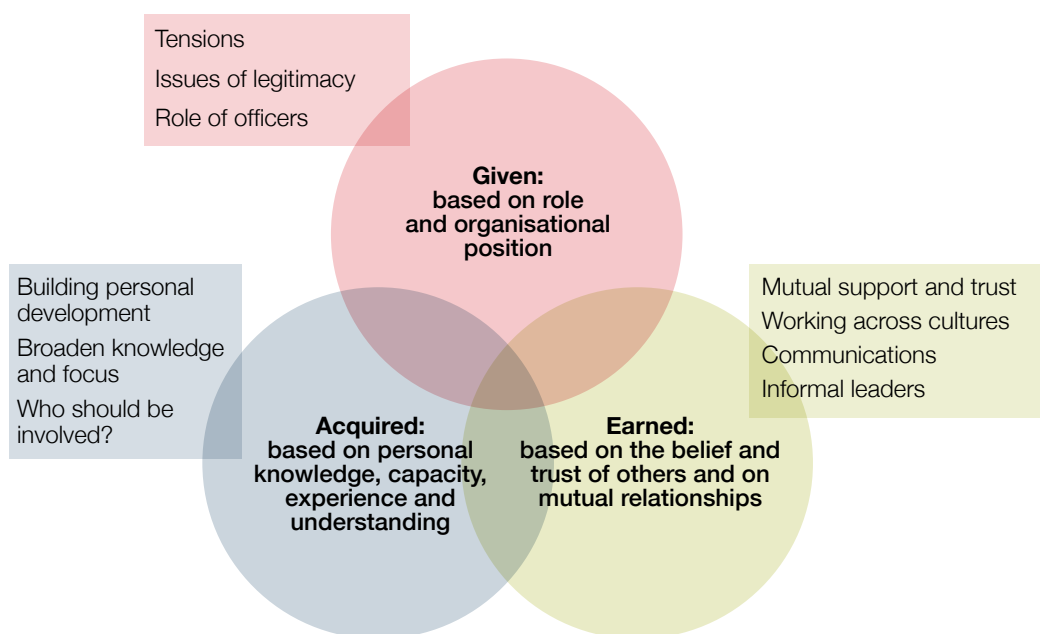 Tensions
Issues of legitimacy
Role of officers
Given:
based on role
and organisational
position
Building personal
development
Broaden knowledge
and focus
Who should be
involved?
Mutual support and trust
Working across cultures
Communications
Informal leaders
Acquired:
based on personal
knowledge, capacity,
experience and
understanding
Earned:
based on the belief and
trust of others and on
mutual relationships